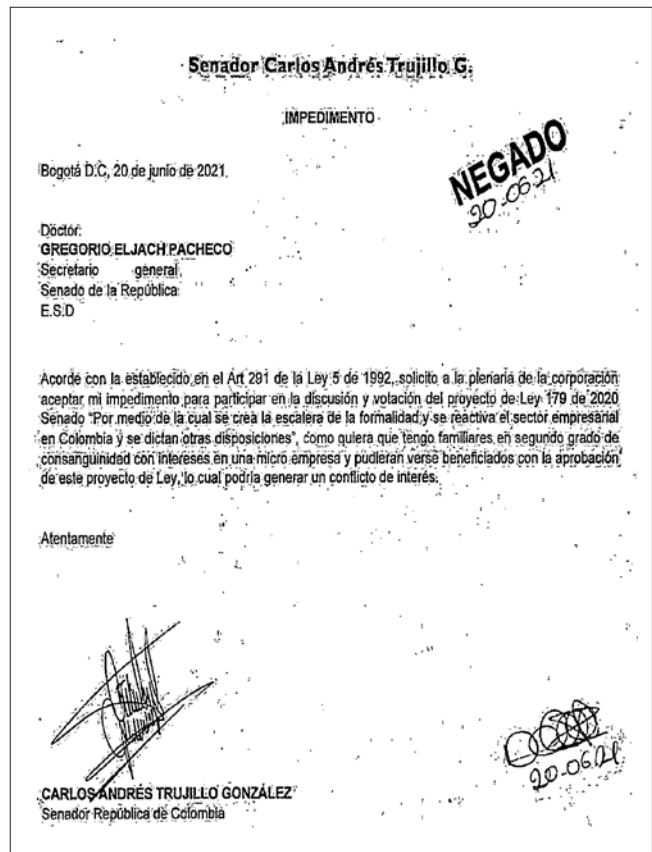 Senador Carlos Andrés Trujillo G.
IMPEDIMENTO
NEGADO
20-06-21
Bogotá D.C, 20 de junio de 2021.
Doctor:
GREGORIO ELJACH PACHECO
Secretario general
Senado de la República
E.S.D
Acorde con la establecido en el Art 291 de la Ley 5 de 1992, solicito a la plenaria de la corporación
aceptar mi impedimento para participar en la discusión y votación del proyecto de Ley 179 de 2020
Senado "Por medio de la cual se crea la escalera de la formalidad y se reactiva el sector empresarial
en Colombia y se dictan otras disposiciones", como quiera que tengo familiares en segundo grado de
consanguinidad con intereses en una micro empresa y pudieran verse beneficiados con la aprobación
de este proyecto de Ley, lo cual podría generar un conflicto de interés.
Atentamente
20-06-21
CARLOS ANDRÉS TRUJILLO GONZÁLEZ
Senador República de Colombia